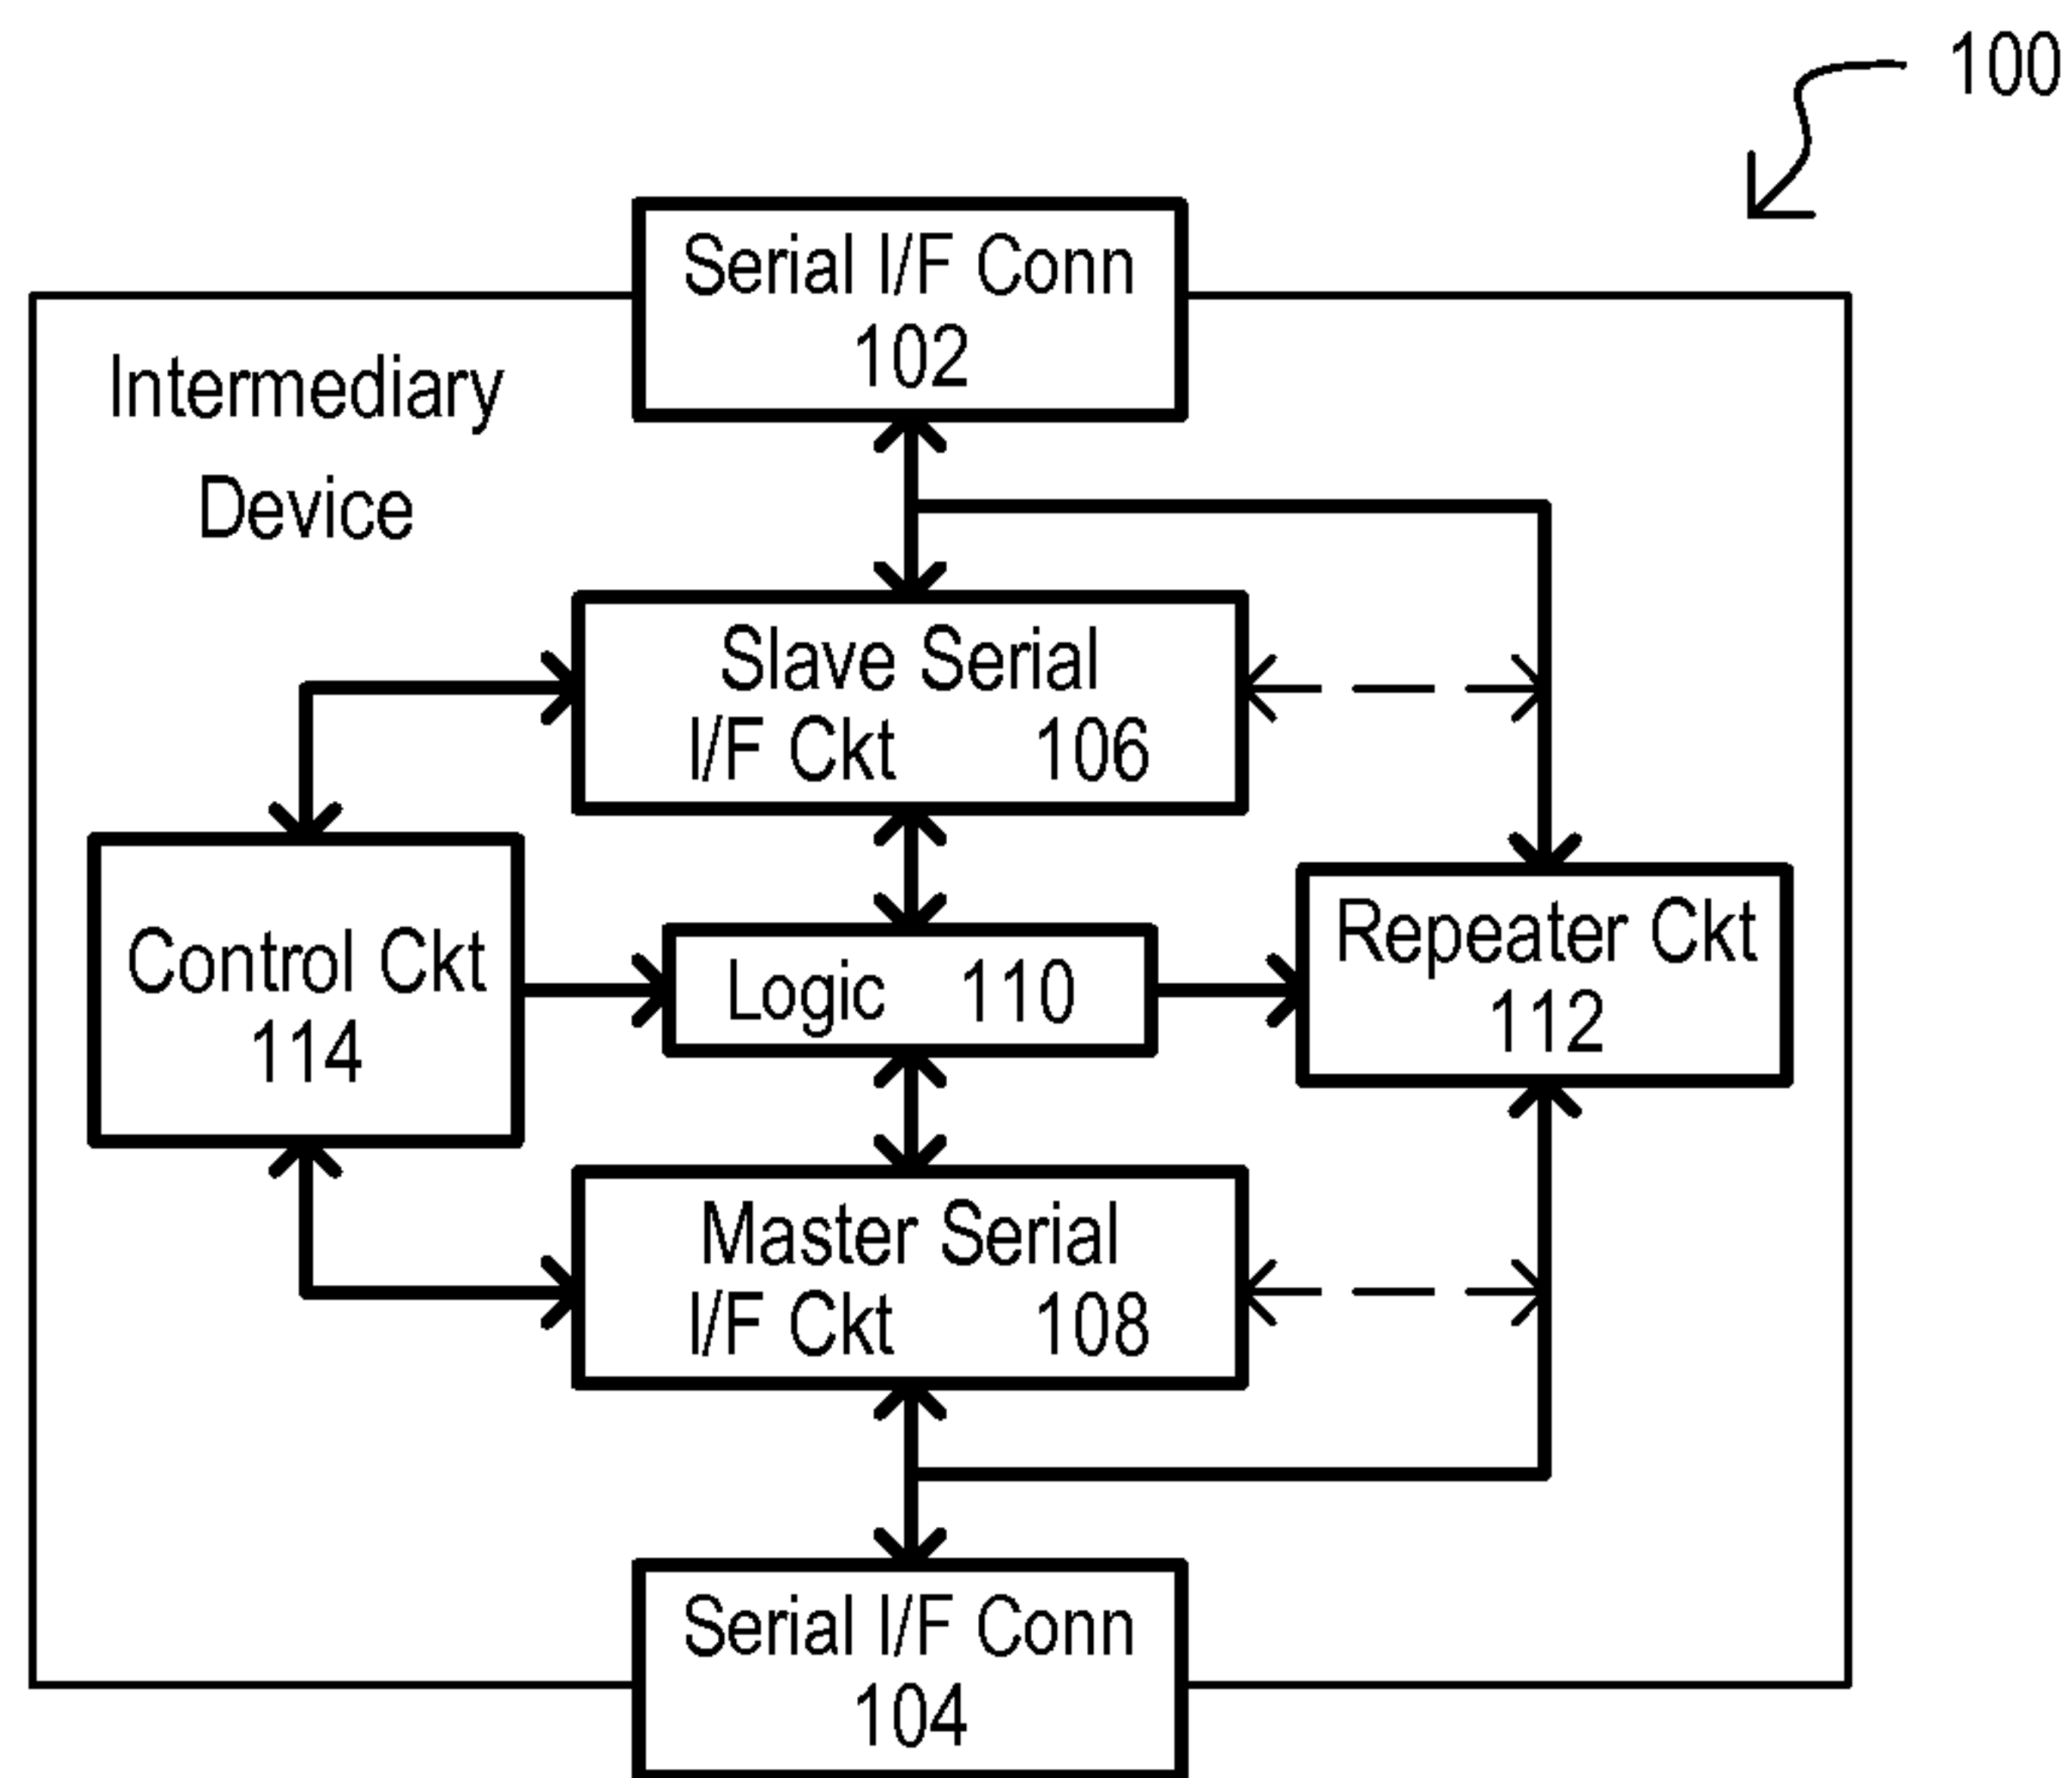 100
Serial I/F Conn
102
Intermediary
Device
Slave Serial
I/F Ckt 106
Control Ckt
114
Logic 110
Repeater Ckt
112
Master Serial
I/F Ckt 108
Serial I/F Conn
104